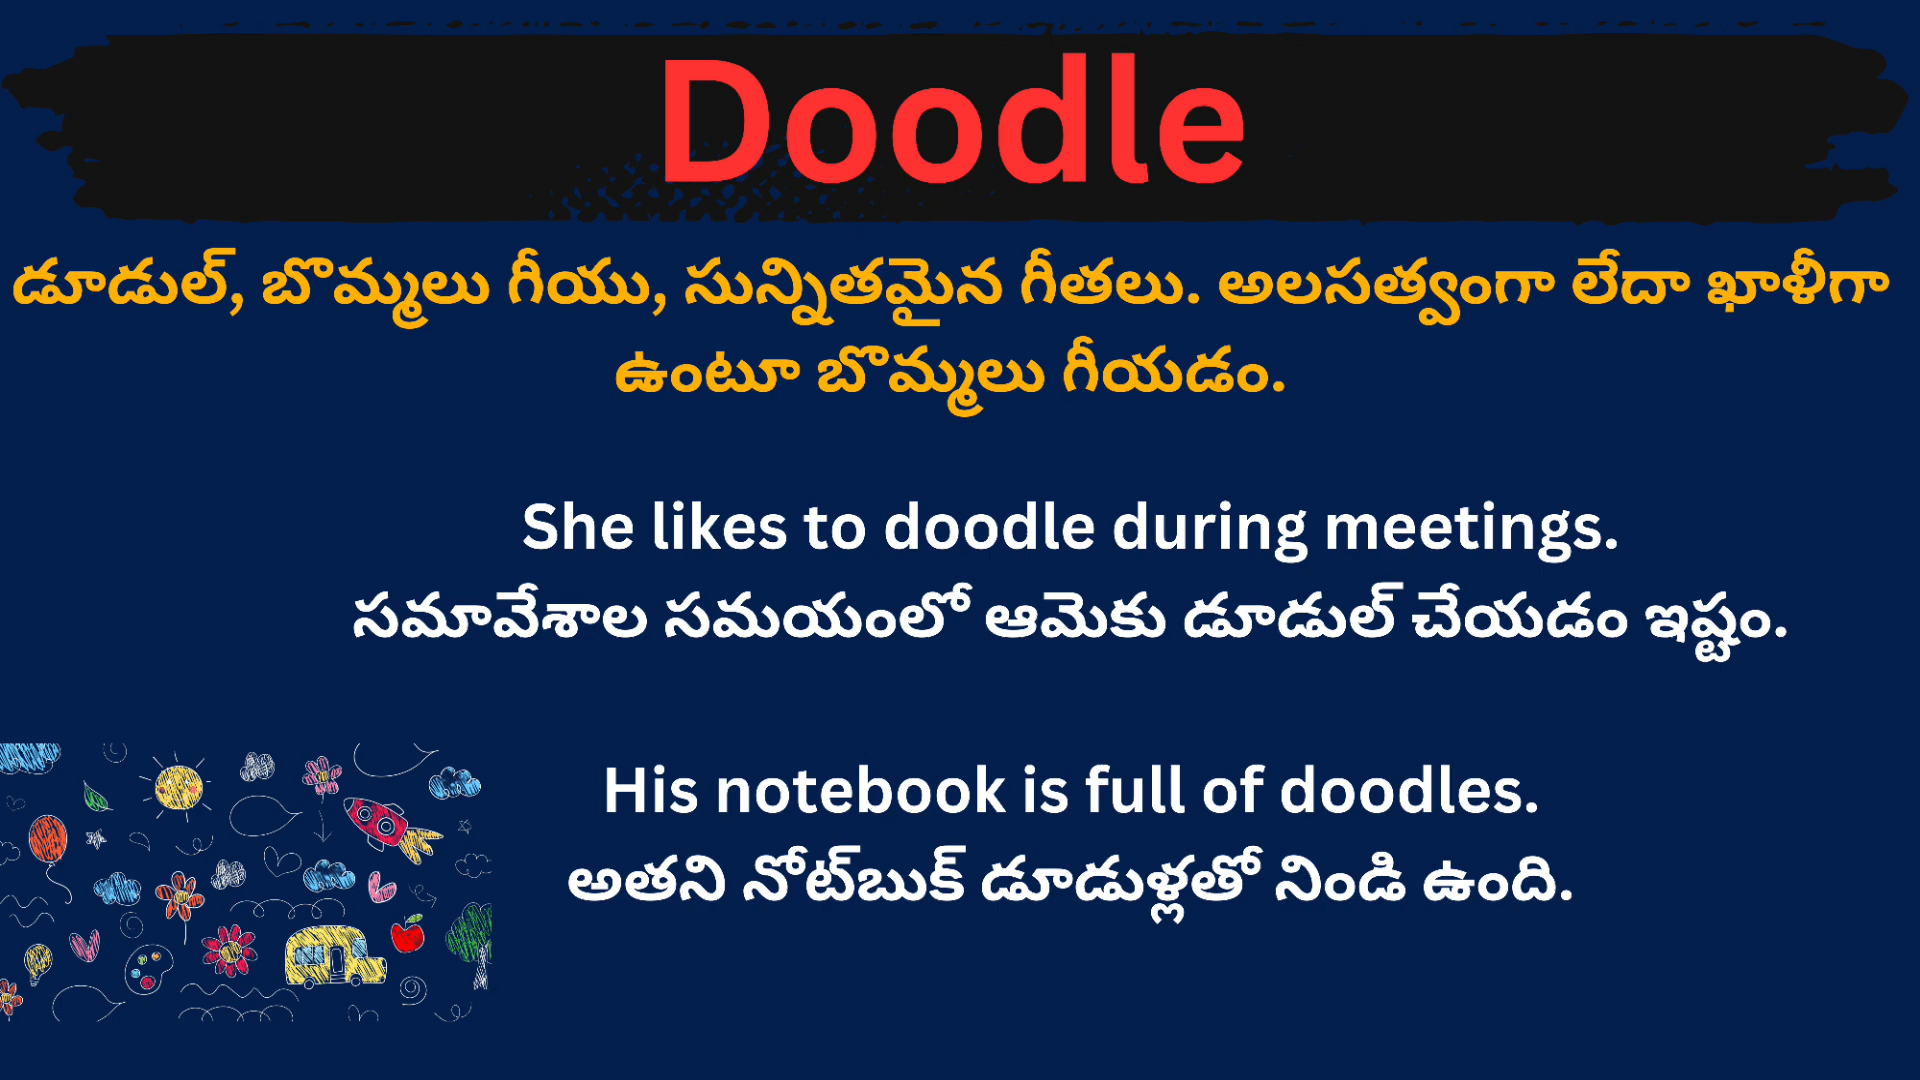 Doodle
డూడుల్, బొమ్మలు గీయు, సున్నితమైన గీతలు. అలసత్వంగా లేదా ఖాళీగా
ఉంటూ బొమ్మలు గీయడం.
She likes to doodle during meetings.
సమావేశాల సమయంలో ఆమెకు డూడుల్ చేయడం ఇష్టం.
His notebook is full of doodles.
అతని నోట్‌బుక్ డూడుళ్లతో నిండి ఉంది.